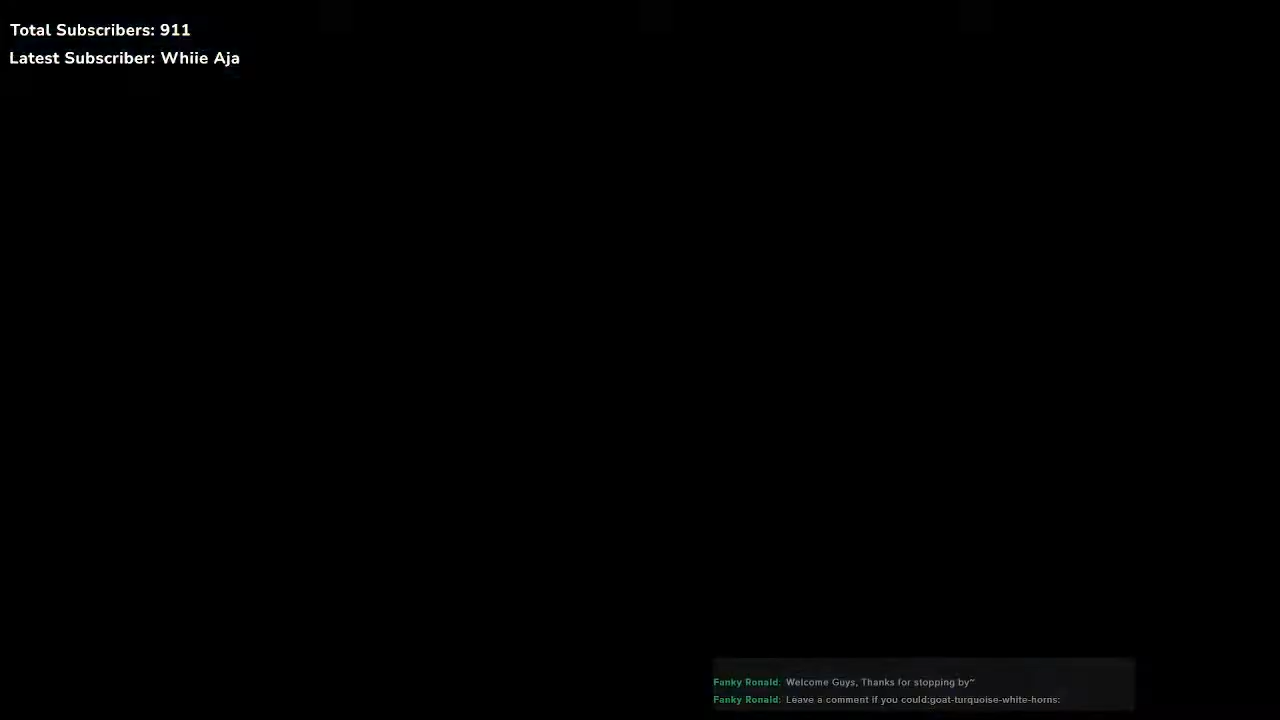 Total Subscribers: 911
Latest Subscriber: Whiie Aja
Fanky Ronald: Welcome Guys, Thanks for stopping by~
Fanky Ronald: Leave a comment if you could:goat-turquoise-white-horns: